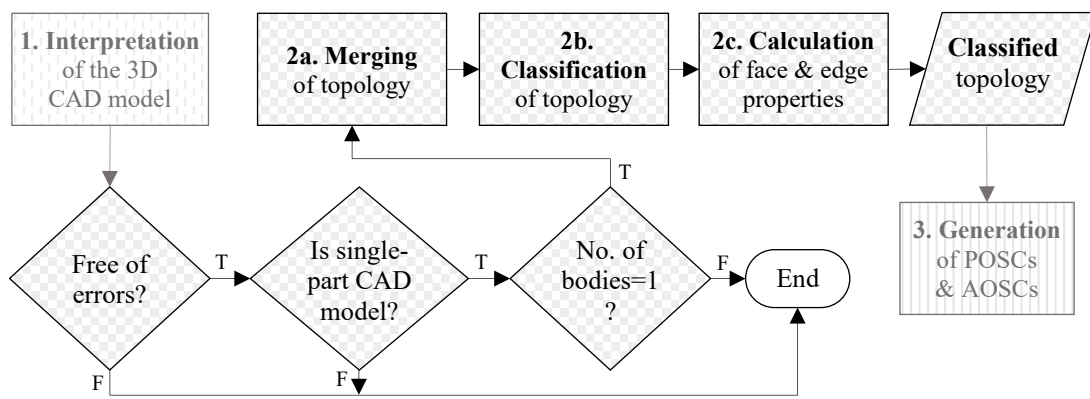 1. Interpretation
of the 3D
CAD model
2a. Merging
of topology
2b.
Classification
of topology
2c. Calculation
of face & edge
properties
Classified
topology
Free of
errors?
T
F
Is single-
part CAD
model?
T
F
No. of
bodies=1
?
T
F
End
3. Generation
of POSCs
& AOSCs